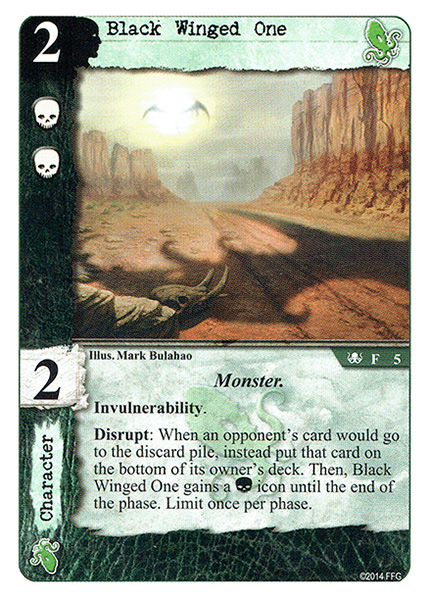 2
Black Winged One
Illus. Mark Bulahao
F 5
2
Monster.
Invulnerability.
Disrupt: When an opponent's card would go
to the discard pile, instead put that card on
the bottom of its owner's deck. Then, Black
Winged One gains a icon until the end of
the phase. Limit once per phase.
Character
©2014 FFG